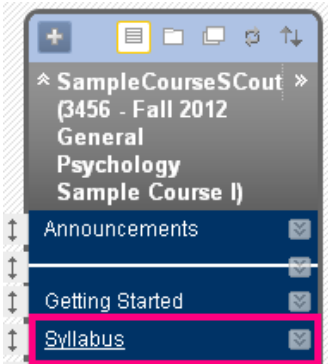 SampleCourseSCout
(3456 - Fall 2012
General
Psychology
Sample Course I)
Announcements
Getting Started
Syllabus